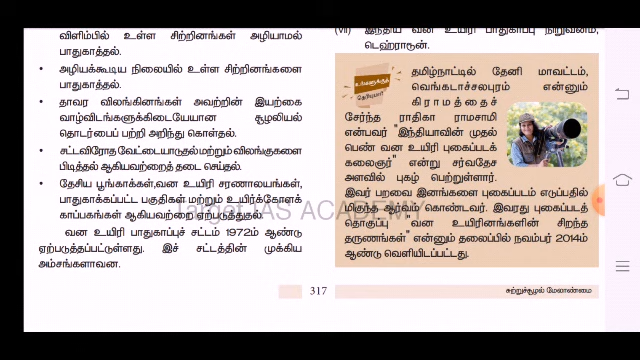 விளிம்பில் உள்ள சிற்றினங்கள் அழியாமல்
பாதுகாத்தல்.
• அழியக்கூடிய நிலையில் உள்ள சிற்றினங்களை
பாதுகாத்தல்.
• தாவர விலங்கினங்கள் அவற்றின் இயற்கை
வாழ்விடங்களுக்கிடையேயான சூழலியல்
தொடர்பைப் பற்றி அறிந்து கொள்தல்.
• சட்டவிரோத வேட்டையாடுதல் மற்றும் விலங்குகளை
பிடித்தல் ஆகியவற்றைத் தடை செய்தல்.
• தேசிய பூங்காக்கள்,வன உயிரி சரணாலயங்கள்,
பாதுகாக்கப்பட்ட பகுதிகள் மற்றும் உயிர்க்கோளக்
காப்பகங்கள் ஆகியவற்றை ஏற்படுத்துதல்.
வன உயிரி பாதுகாப்புச் சட்டம் 1972ம் ஆண்டு
ஏற்படுத்தப்பட்டுள்ளது. இச் சட்டத்தின் முக்கிய
அம்சங்களாவன.
(vii) இந்திய வன உயிரி பாதுகாப்பு நிறுவனம்,
டெஹ்ராடூன்.
உங்களுக்குத்
தெரியுமா?
தமிழ்நாட்டில் தேனி மாவட்டம்,
வெங்கடாச்சலபுரம் என்னும்
கிராமத்தைச்
சேர்ந்த ராதிகா ராமசாமி
என்பவர் "இந்தியாவின் முதல்
பெண் வன உயிரி புகைப்படக்
கலைஞர்" என்று சர்வதேச
அளவில் புகழ் பெற்றுள்ளார்.
இவர் பறவை இனங்களை புகைபடம் எடுப்பதில்
மிகுந்த ஆர்வம் கொண்டவர். இவரது புகைபடத்
தொகுப்பு "வன உயிரினங்களின் சிறந்த
தருணங்கள்" என்னும் தலைப்பில் நவம்பர் 2014ம்
ஆண்டு வெளியிடப்பட்டது.
Target IAS ACADEMY
317
சுற்றுச்சூழல் மேலாண்மை